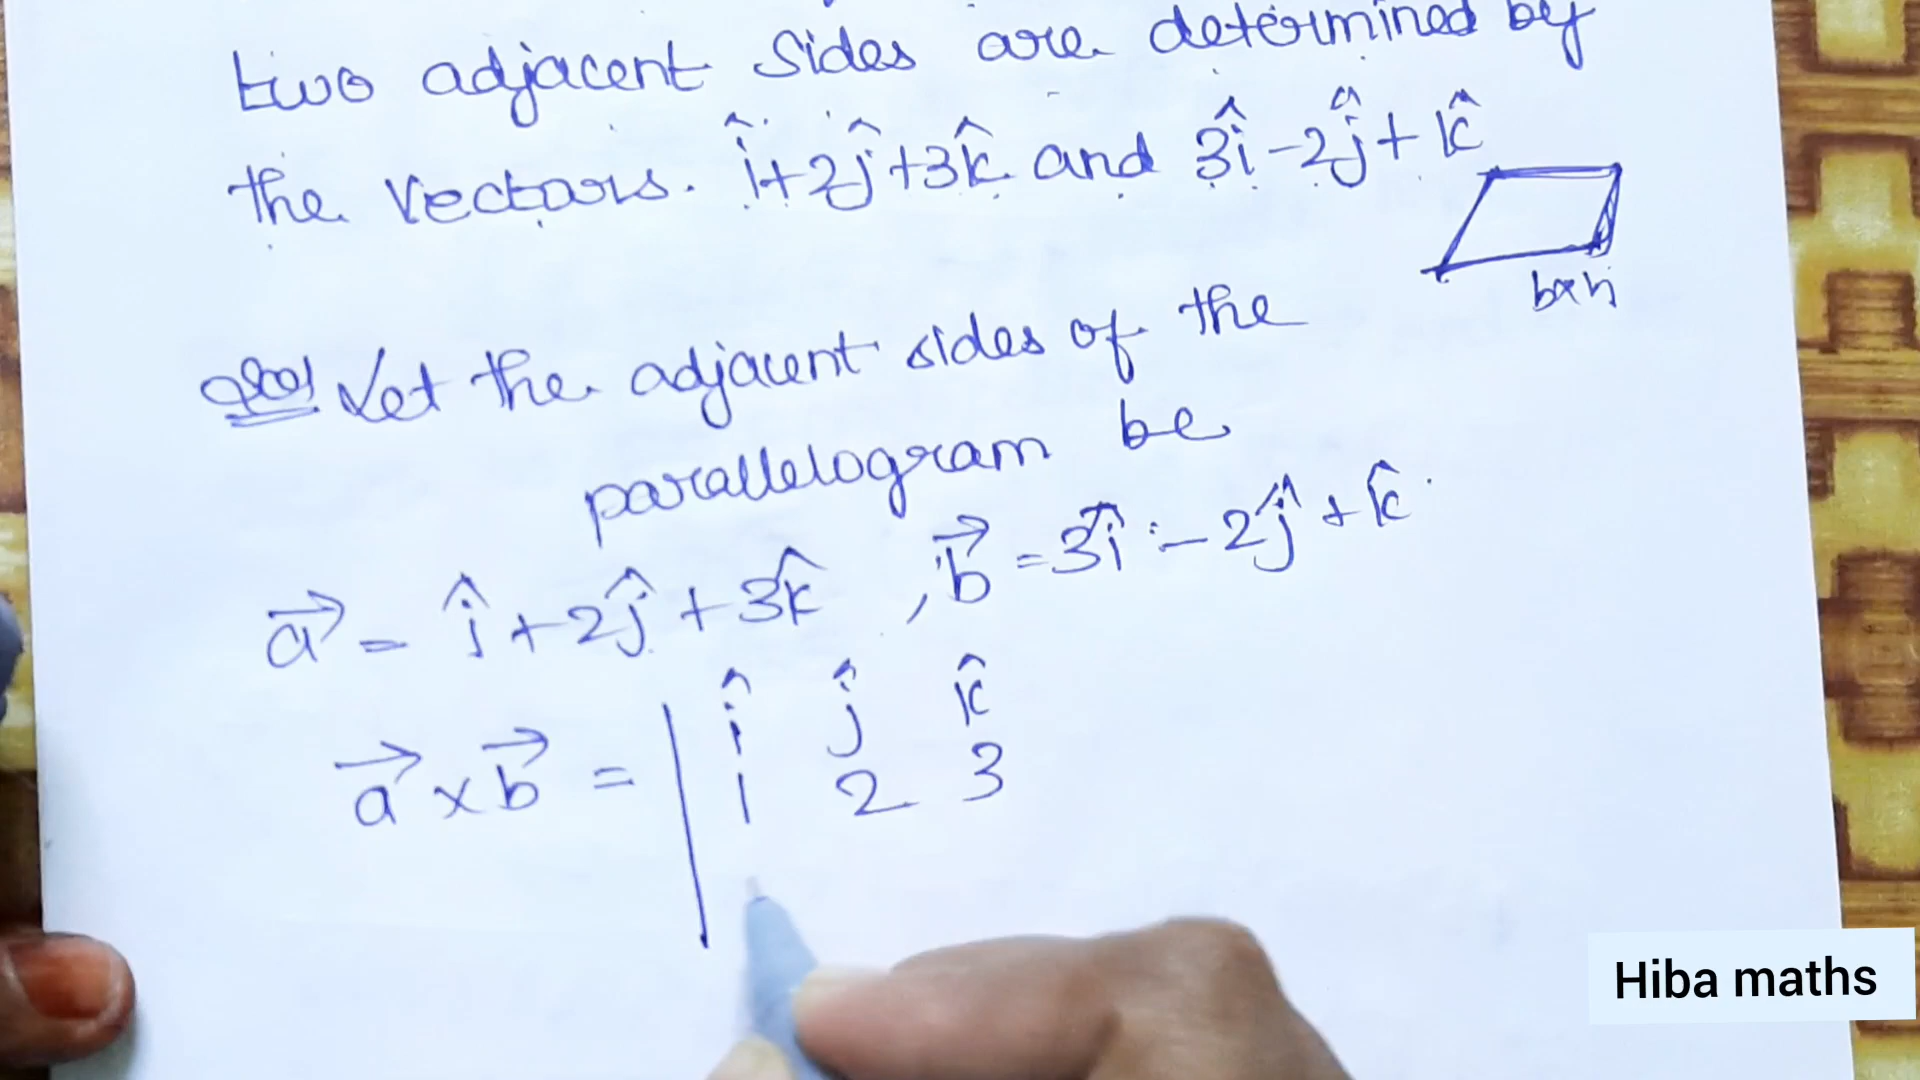 two adjacent sides are determined by
the vectors. î+2ĵ+3k̂ and 3î-2ĵ+k̂
b×h
Let the adjacent sides of the
parallelogram be
a⃗ = î+2ĵ+3k̂ , b⃗ = 3î - 2ĵ + k̂
a⃗ × b⃗ = | î ĵ k̂
1 2 3
Hiba maths